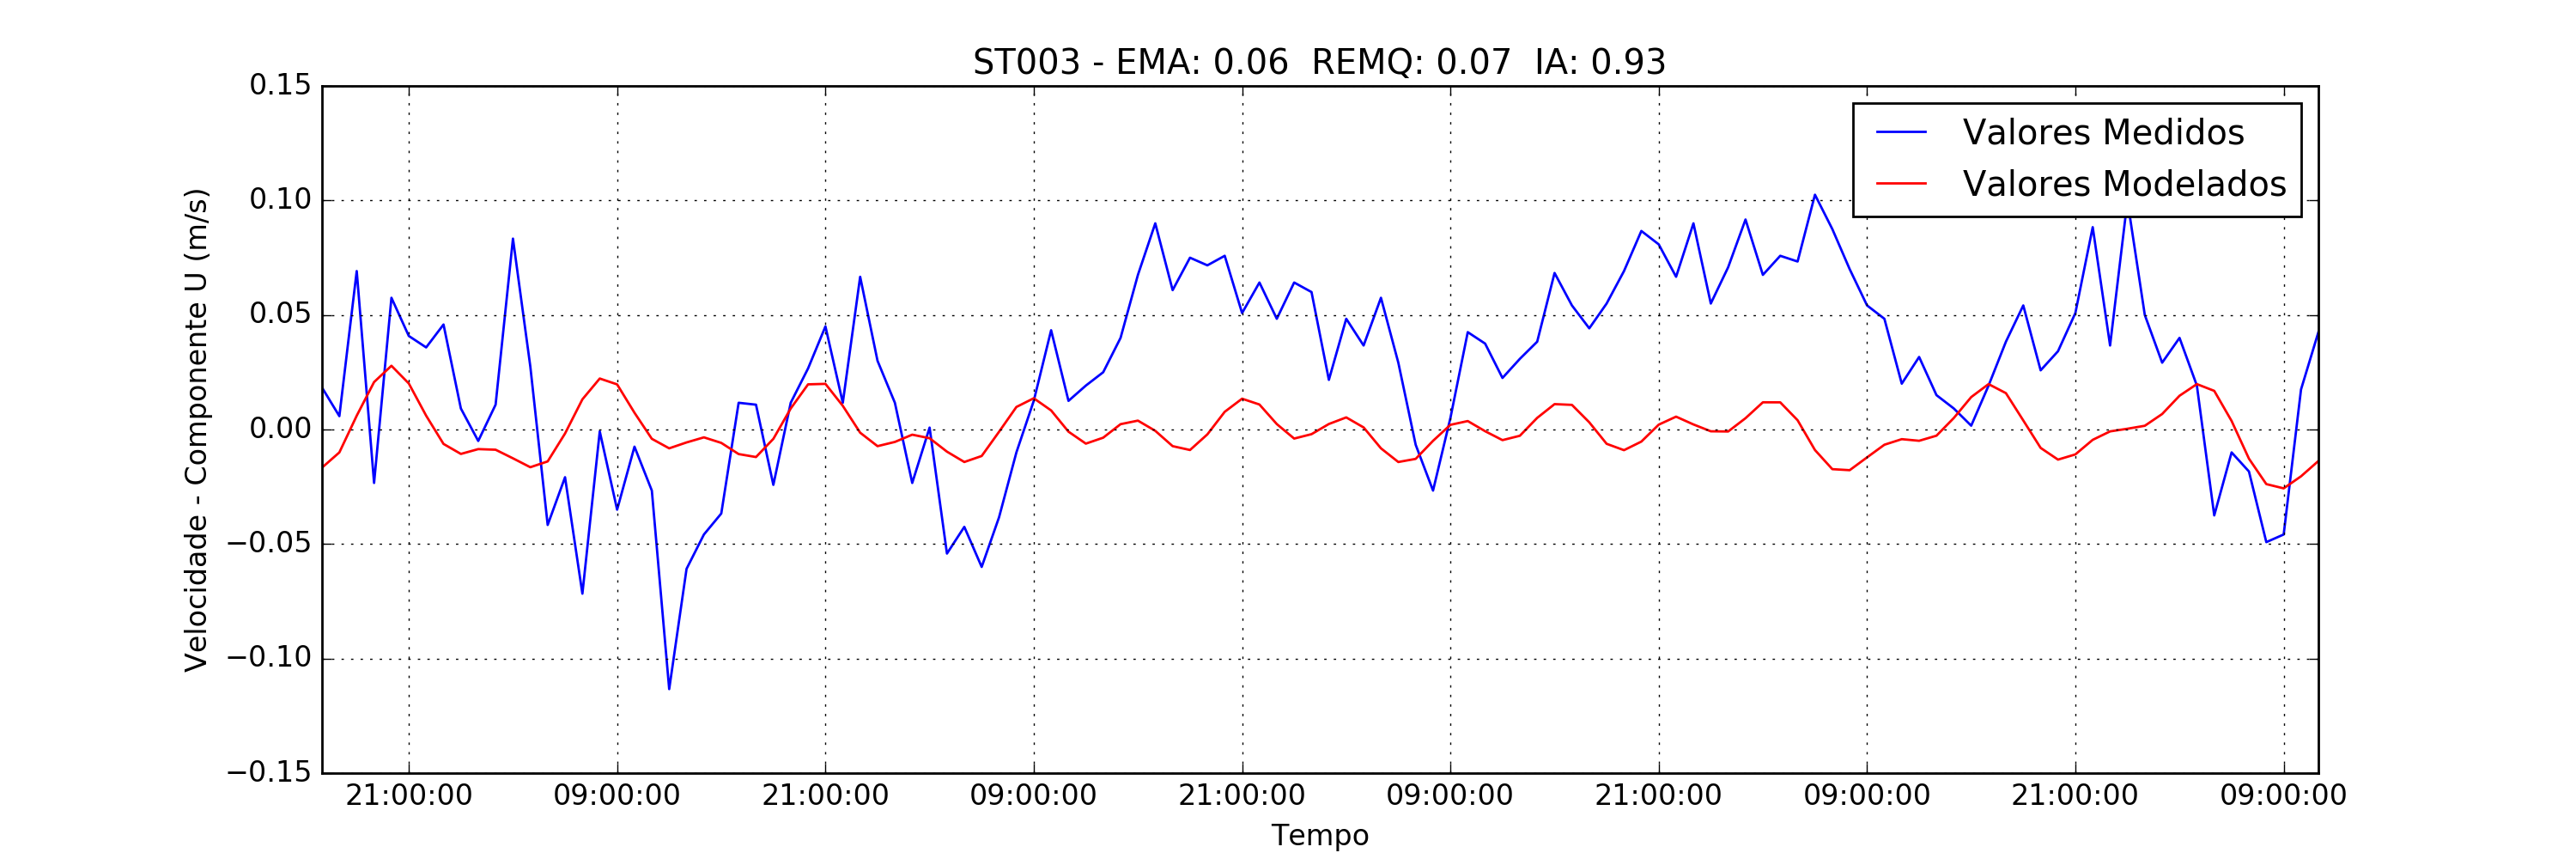 ST003 - EMA: 0.06  REMQ: 0.07  IA: 0.93
Valores Medidos
Valores Modelados
Velocidade - Componente U (m/s)
0.15
0.10
0.05
0.00
−0.05
−0.10
−0.15
21:00:00 09:00:00 21:00:00 09:00:00 21:00:00 09:00:00 21:00:00 09:00:00 21:00:00 09:00:00
Tempo